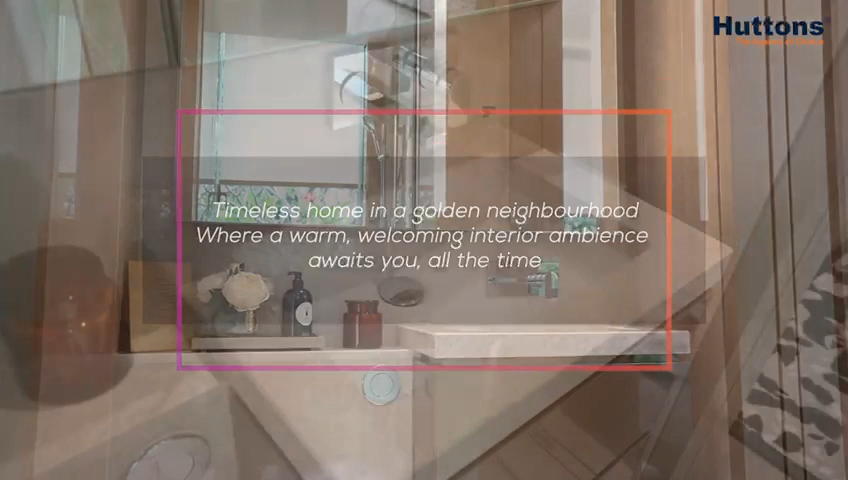 Huttons
Timeless home in a golden neighbourhood
Where a warm, welcoming interior ambience
awaits you, all the time